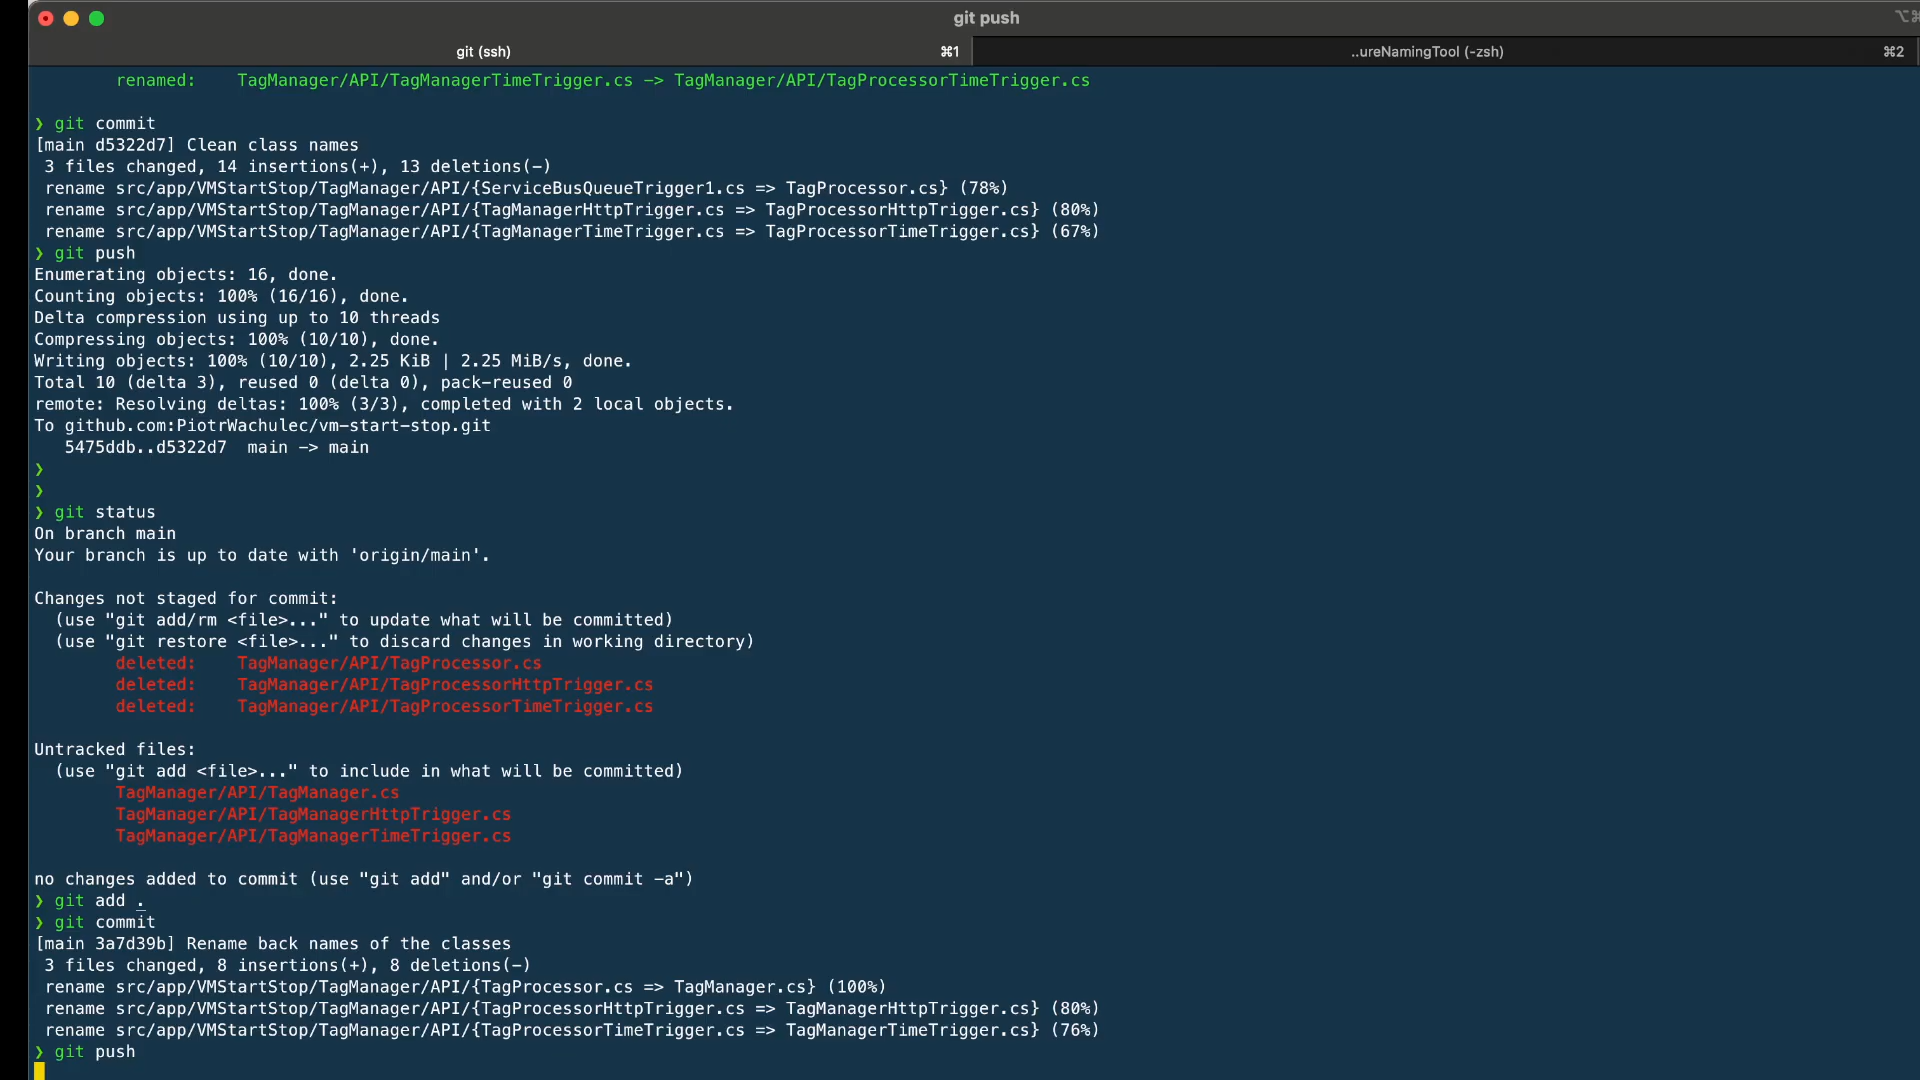 git push
git (ssh)
⌘1
..ureNamingTool (-zsh)
⌘2
renamed:    TagManager/API/TagManagerTimeTrigger.cs -> TagManager/API/TagProcessorTimeTrigger.cs
❯ git commit
[main d5322d7] Clean class names
3 files changed, 14 insertions(+), 13 deletions(-)
rename src/app/VMStartStop/TagManager/API/{ServiceBusQueueTrigger1.cs => TagProcessor.cs} (78%)
rename src/app/VMStartStop/TagManager/API/{TagManagerHttpTrigger.cs => TagProcessorHttpTrigger.cs} (80%)
rename src/app/VMStartStop/TagManager/API/{TagManagerTimeTrigger.cs => TagProcessorTimeTrigger.cs} (67%)
❯ git push
Enumerating objects: 16, done.
Counting objects: 100% (16/16), done.
Delta compression using up to 10 threads
Compressing objects: 100% (10/10), done.
Writing objects: 100% (10/10), 2.25 KiB | 2.25 MiB/s, done.
Total 10 (delta 3), reused 0 (delta 0), pack-reused 0
remote: Resolving deltas: 100% (3/3), completed with 2 local objects.
To github.com:PiotrWachulec/vm-start-stop.git
5475ddb..d5322d7  main -> main
❯
❯
❯ git status
On branch main
Your branch is up to date with 'origin/main'.
Changes not staged for commit:
(use "git add/rm <file>..." to update what will be committed)
(use "git restore <file>..." to discard changes in working directory)
deleted:    TagManager/API/TagProcessor.cs
deleted:    TagManager/API/TagProcessorHttpTrigger.cs
deleted:    TagManager/API/TagProcessorTimeTrigger.cs
Untracked files:
(use "git add <file>..." to include in what will be committed)
TagManager/API/TagManager.cs
TagManager/API/TagManagerHttpTrigger.cs
TagManager/API/TagManagerTimeTrigger.cs
no changes added to commit (use "git add" and/or "git commit -a")
❯ git add .
❯ git commit
[main 3a7d39b] Rename back names of the classes
3 files changed, 8 insertions(+), 8 deletions(-)
rename src/app/VMStartStop/TagManager/API/{TagProcessor.cs => TagManager.cs} (100%)
rename src/app/VMStartStop/TagManager/API/{TagProcessorHttpTrigger.cs => TagManagerHttpTrigger.cs} (80%)
rename src/app/VMStartStop/TagManager/API/{TagProcessorTimeTrigger.cs => TagManagerTimeTrigger.cs} (76%)
❯ git push